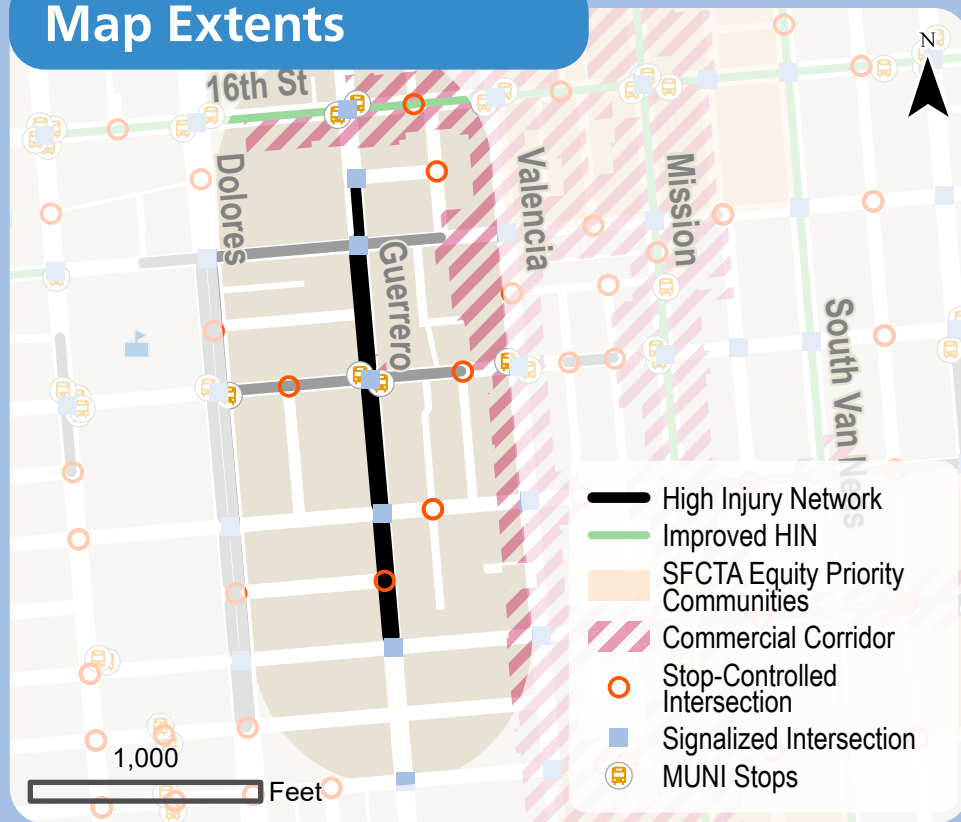 Map Extents
N
16th St
Dolores
Guerrero
Valencia
Mission
South Van Ness
High Injury Network
Improved HIN
SFCTA Equity Priority
Communities
Commercial Corridor
Stop-Controlled
Intersection
Signalized Intersection
MUNI Stops
1,000
Feet